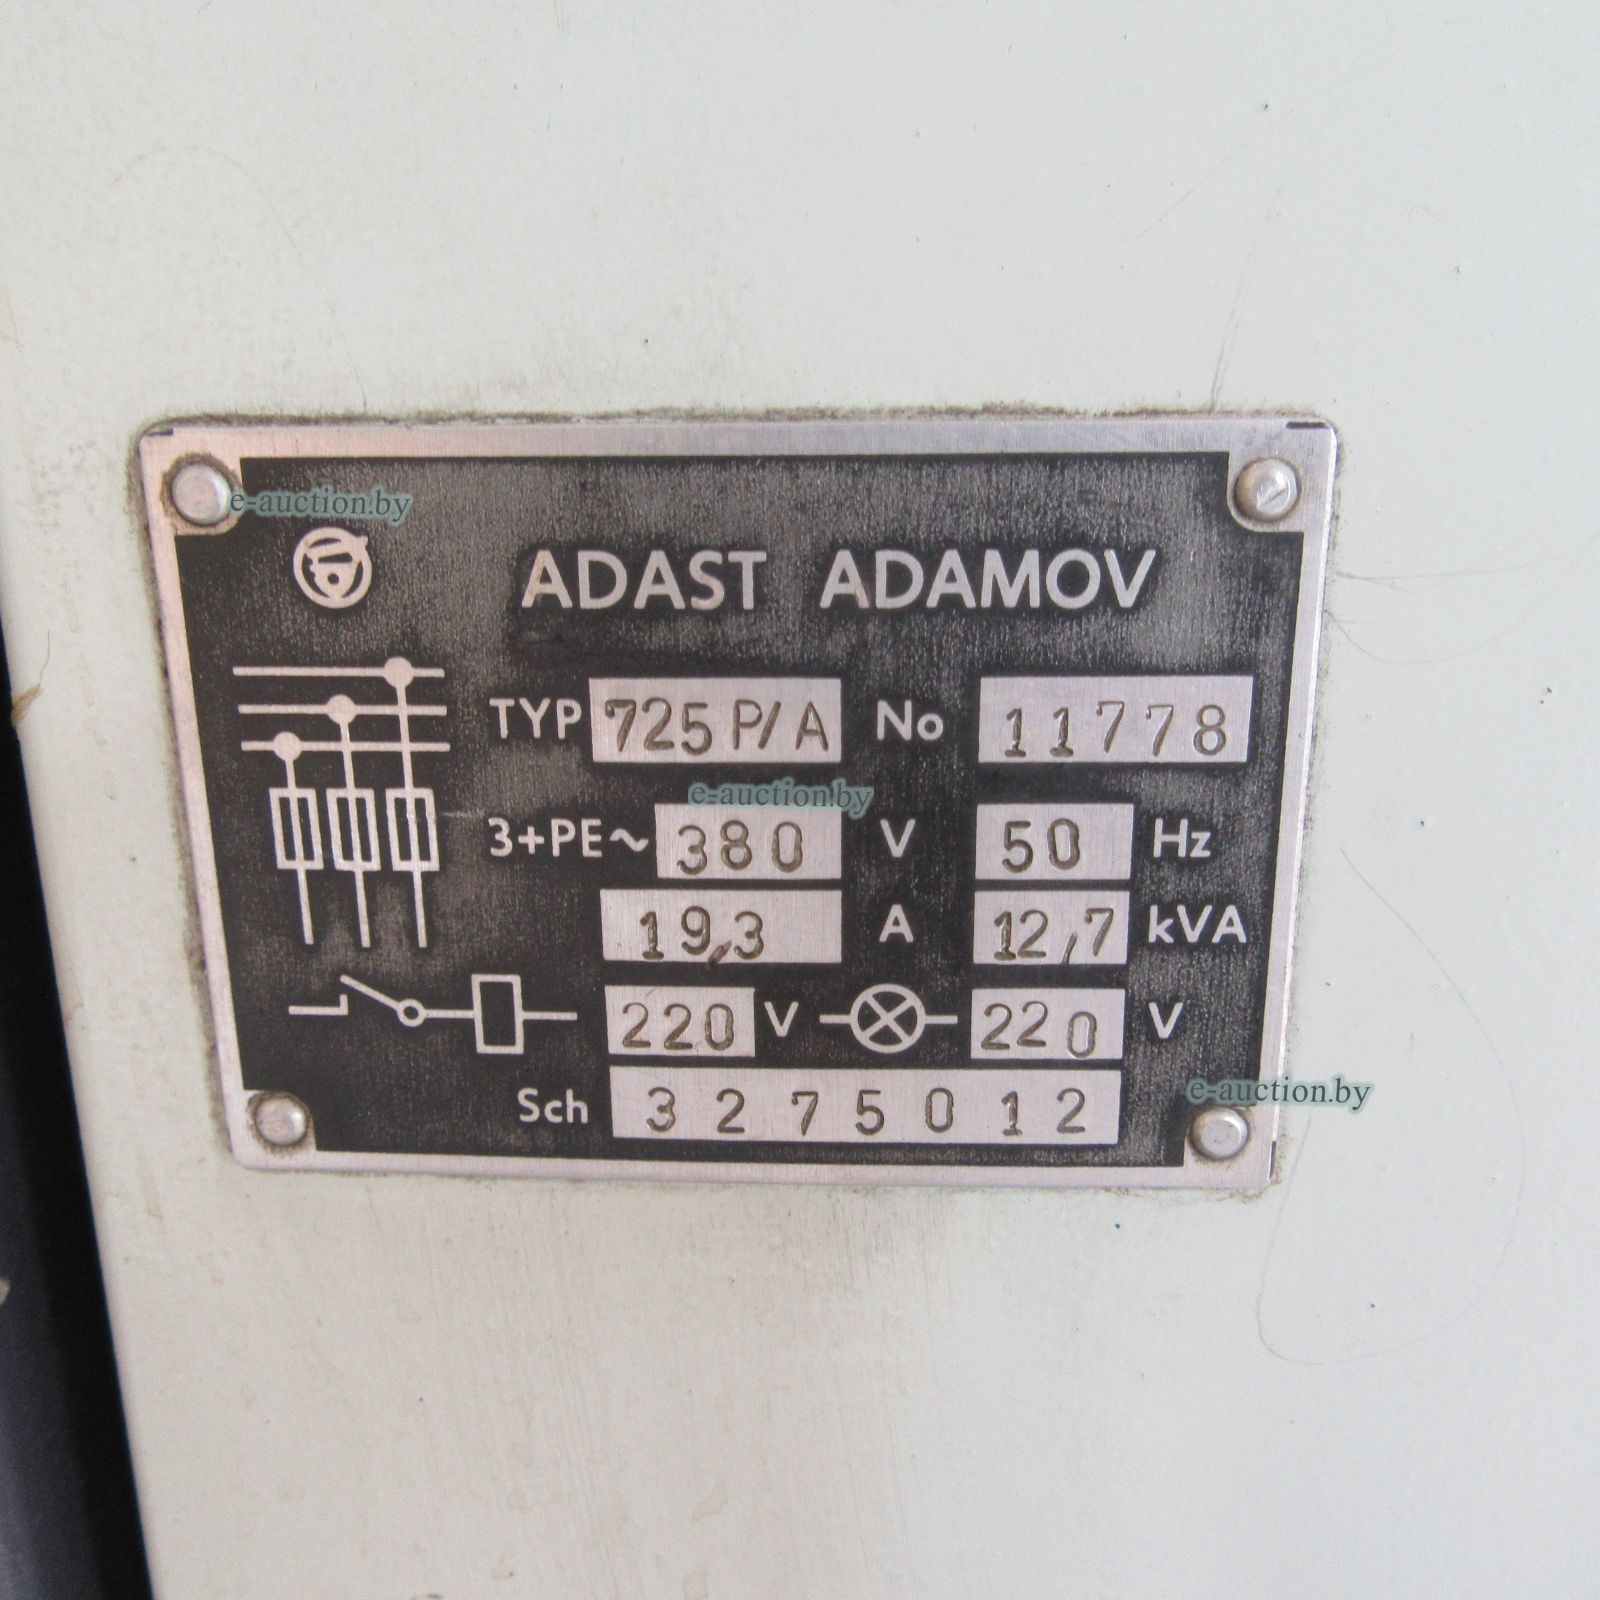 e-auction.by
ADAST ADAMOV
TYP 725 P/A No 11778
e-auction.by
3+PE~ 380 V 50 Hz
19,3 A 12,7 kVA
220 V 220 V
e-auction.by
Sch 3275012